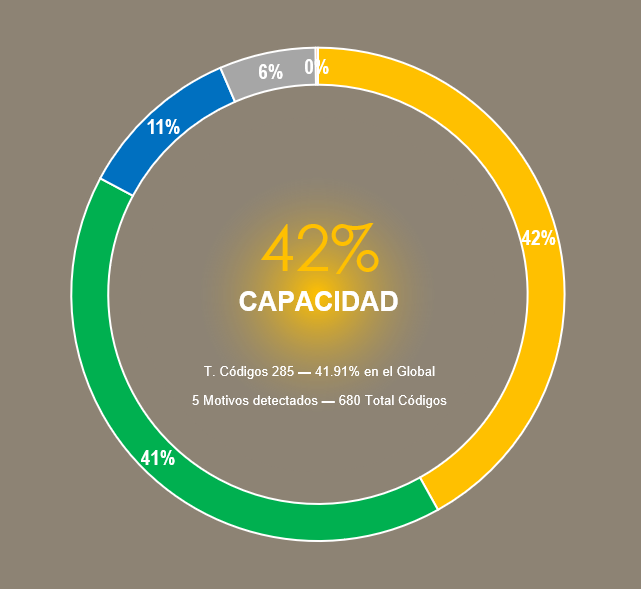 6%
0%
11%
42%
42%
CAPACIDAD
T. Códigos 285 — 41.91% en el Global
5 Motivos detectados — 680 Total Códigos
41%